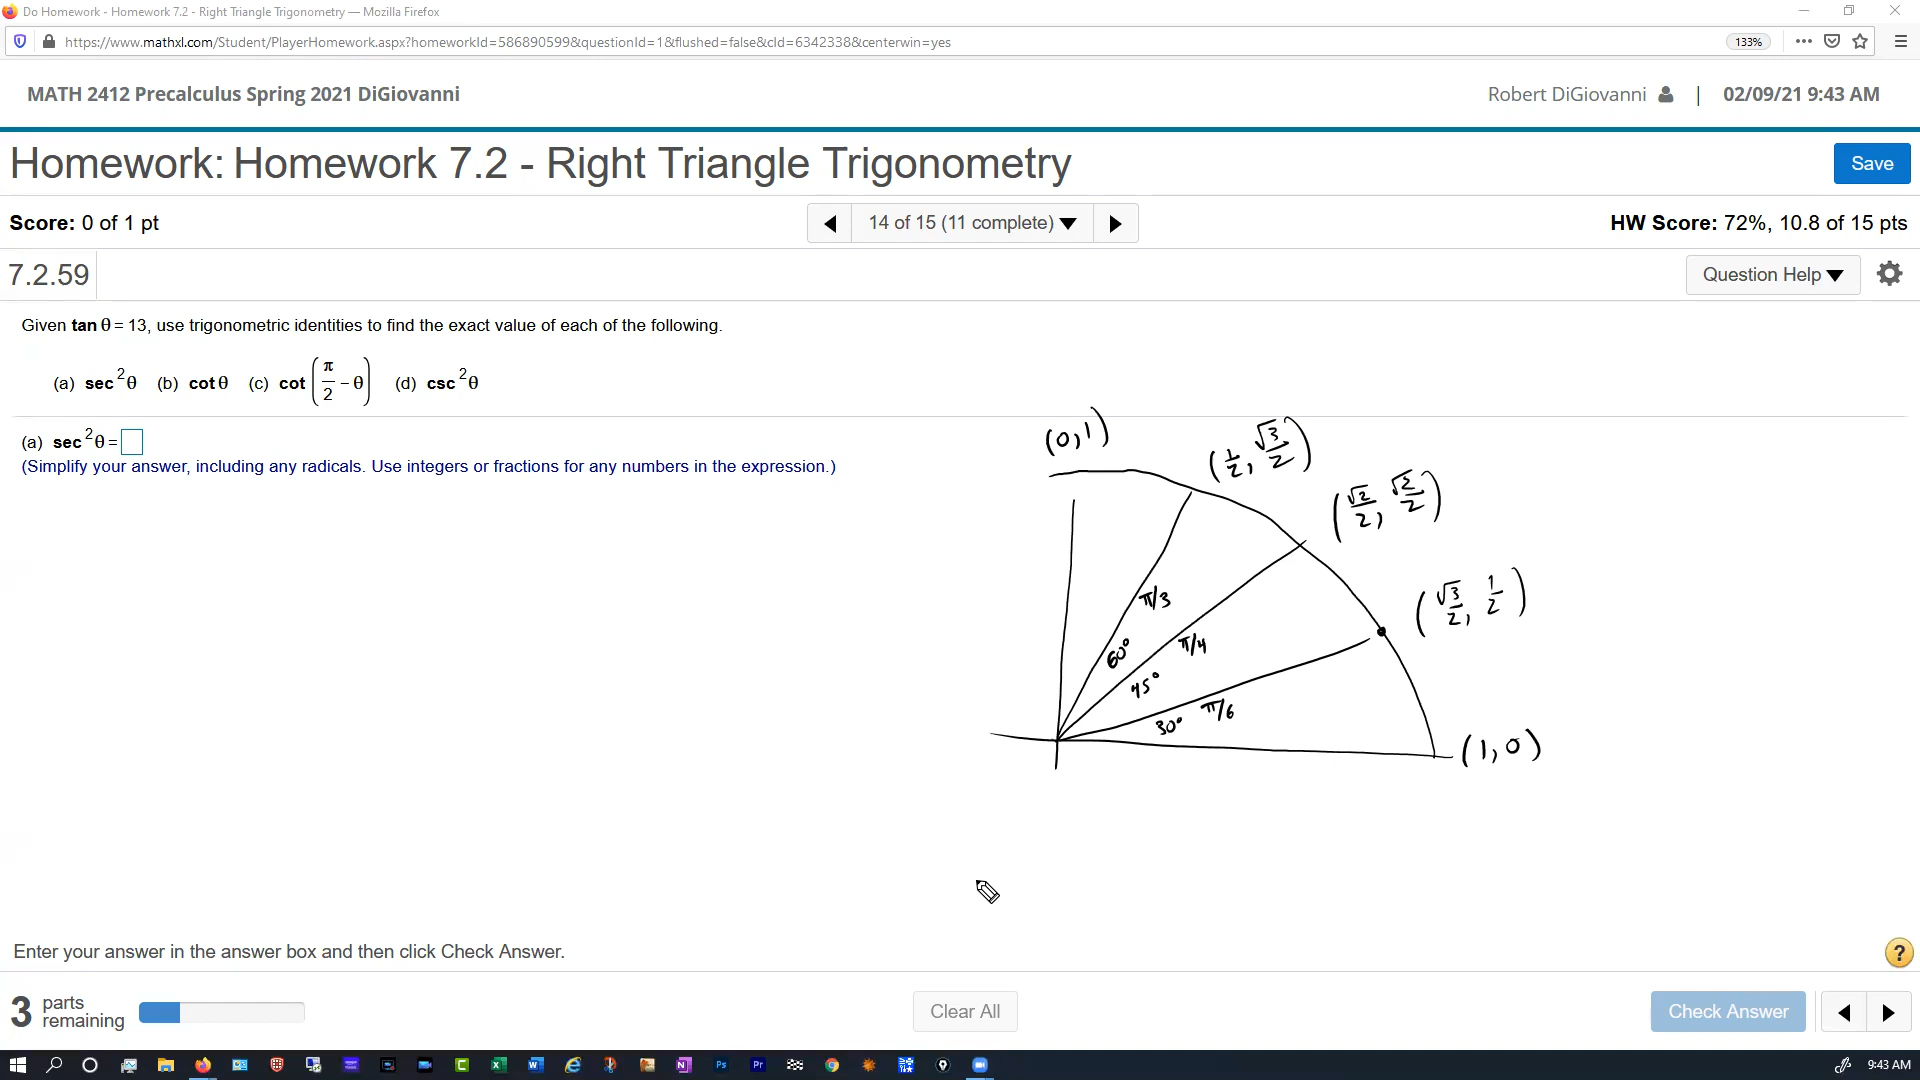 Do Homework - Homework 7.2 - Right Triangle Trigonometry — Mozilla Firefox
https://www.mathxl.com/Student/PlayerHomework.aspx?homeworkId=586890599&questionId=1&flushed=false&cId=6342338&centerwin=yes
133%
MATH 2412 Precalculus Spring 2021 DiGiovanni
Robert DiGiovanni | 02/09/21 9:43 AM
Homework: Homework 7.2 - Right Triangle Trigonometry
Save
Score: 0 of 1 pt
14 of 15 (11 complete)
HW Score: 72%, 10.8 of 15 pts
7.2.59
Question Help
Given tan θ = 13, use trigonometric identities to find the exact value of each of the following.
(a) sec²θ (b) cot θ (c) cot(π/2 − θ) (d) csc²θ
(a) sec²θ =
(Simplify your answer, including any radicals. Use integers or fractions for any numbers in the expression.)
(0,1)
(1/2, √3/2)
(√2/2, √2/2)
(√3/2, 1/2)
π/3
60°
π/4
45°
π/6
30°
(1,0)
Enter your answer in the answer box and then click Check Answer.
?
3 parts remaining
Clear All
Check Answer
9:43 AM